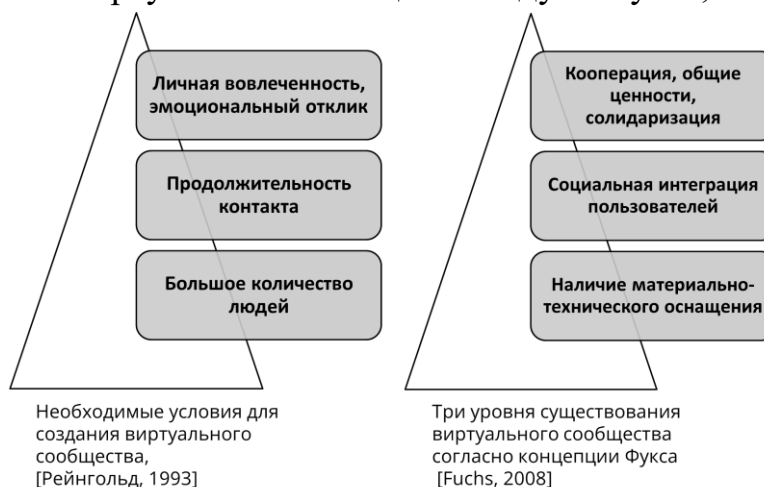 Личная вовлеченность,
эмоциональный отклик
Продолжительность
контакта
Большое количество
людей
Необходимые условия для
создания виртуального
сообщества,
[Рейнгольд, 1993]
Кооперация, общие
ценности,
солидаризация
Социальная интеграция
пользователей
Наличие материально-
технического оснащения
Три уровня существования
виртуального сообщества
согласно концепции Фукса
[Fuchs, 2008]